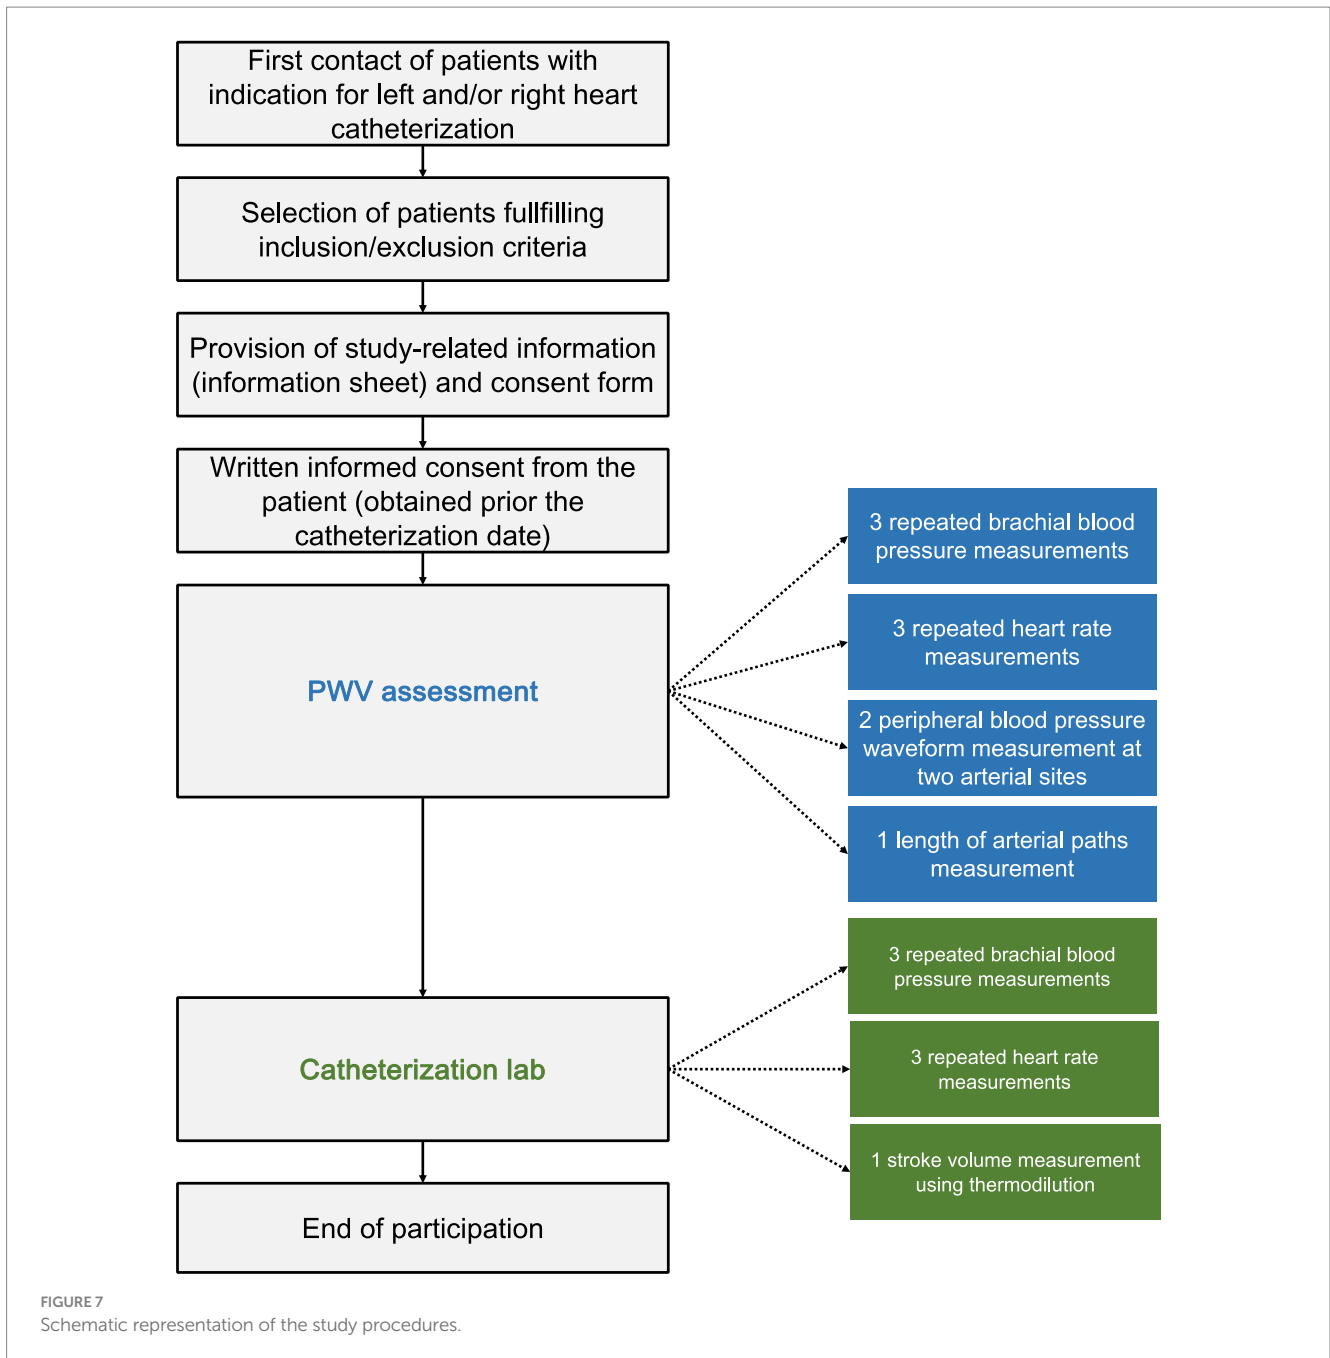 First contact of patients with
indication for left and/or right heart
catheterization
Selection of patients fullfilling
inclusion/exclusion criteria
Provision of study-related information
(information sheet) and consent form
Written informed consent from the
patient (obtained prior the
catheterization date)
PWV assessment
3 repeated brachial blood
pressure measurements
3 repeated heart rate
measurements
2 peripheral blood pressure
waveform measurement at
two arterial sites
1 length of arterial paths
measurement
Catheterization lab
3 repeated brachial blood
pressure measurements
3 repeated heart rate
measurements
1 stroke volume measurement
using thermodilution
End of participation
FIGURE 7
Schematic representation of the study procedures.